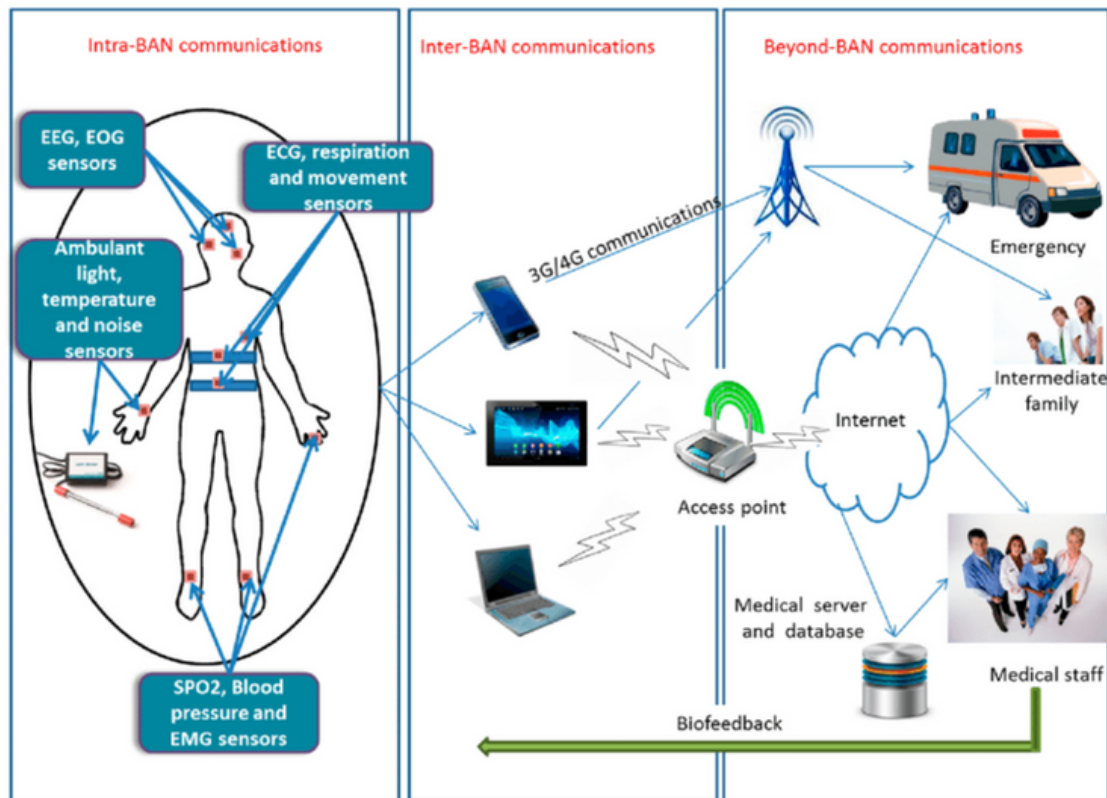 Intra-BAN communications
Inter-BAN communications
Beyond-BAN communications
EEG, EOG
sensors
ECG, respiration
and movement
sensors
Ambulant
light,
temperature
and noise
sensors
SPO2, Blood
pressure and
EMG sensors
3G/4G communications
Access point
Internet
Emergency
Intermediate
family
Medical server
and database
Medical staff
Biofeedback